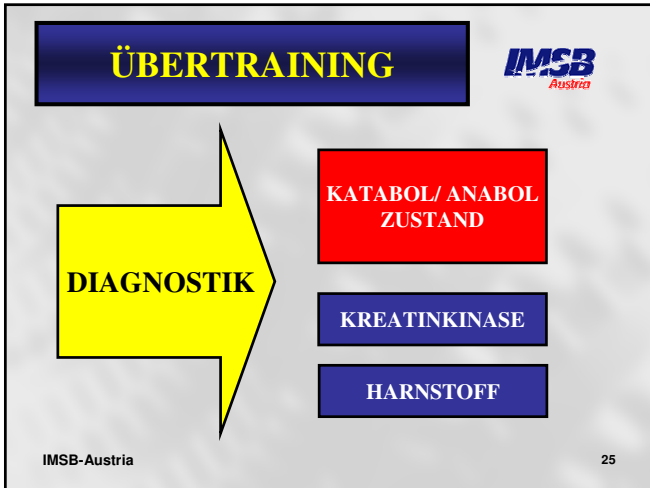 ÜBERTRAINING
IMSB
Austria
KATABOL/ ANABOL
ZUSTAND
DIAGNOSTIK
KREATINKINASE
HARNSTOFF
IMSB-Austria
25